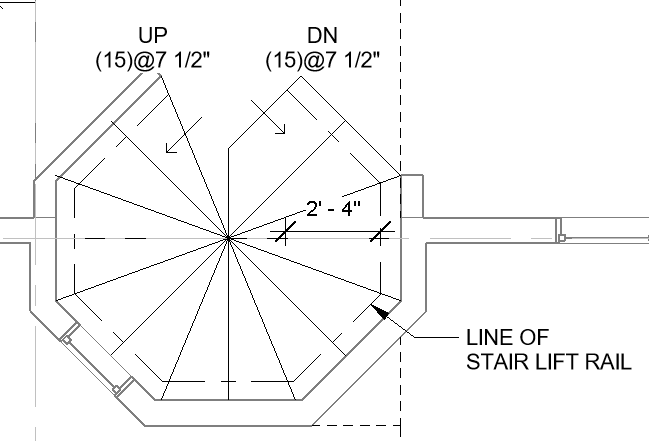 UP
(15)@7 1/2"
DN
(15)@7 1/2"
2' - 4"
LINE OF
STAIR LIFT RAIL